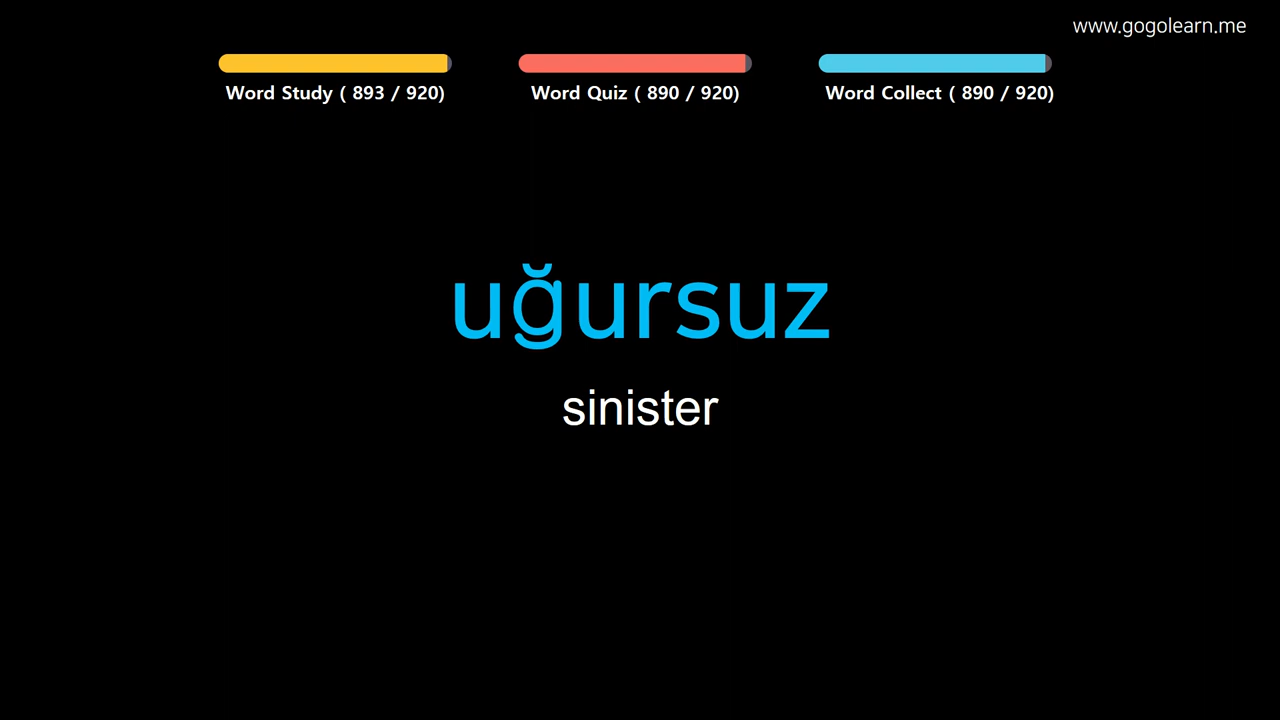 www.gogolearn.me
Word Study ( 893 / 920)
Word Quiz ( 890 / 920)
Word Collect ( 890 / 920)
uğursuz
sinister